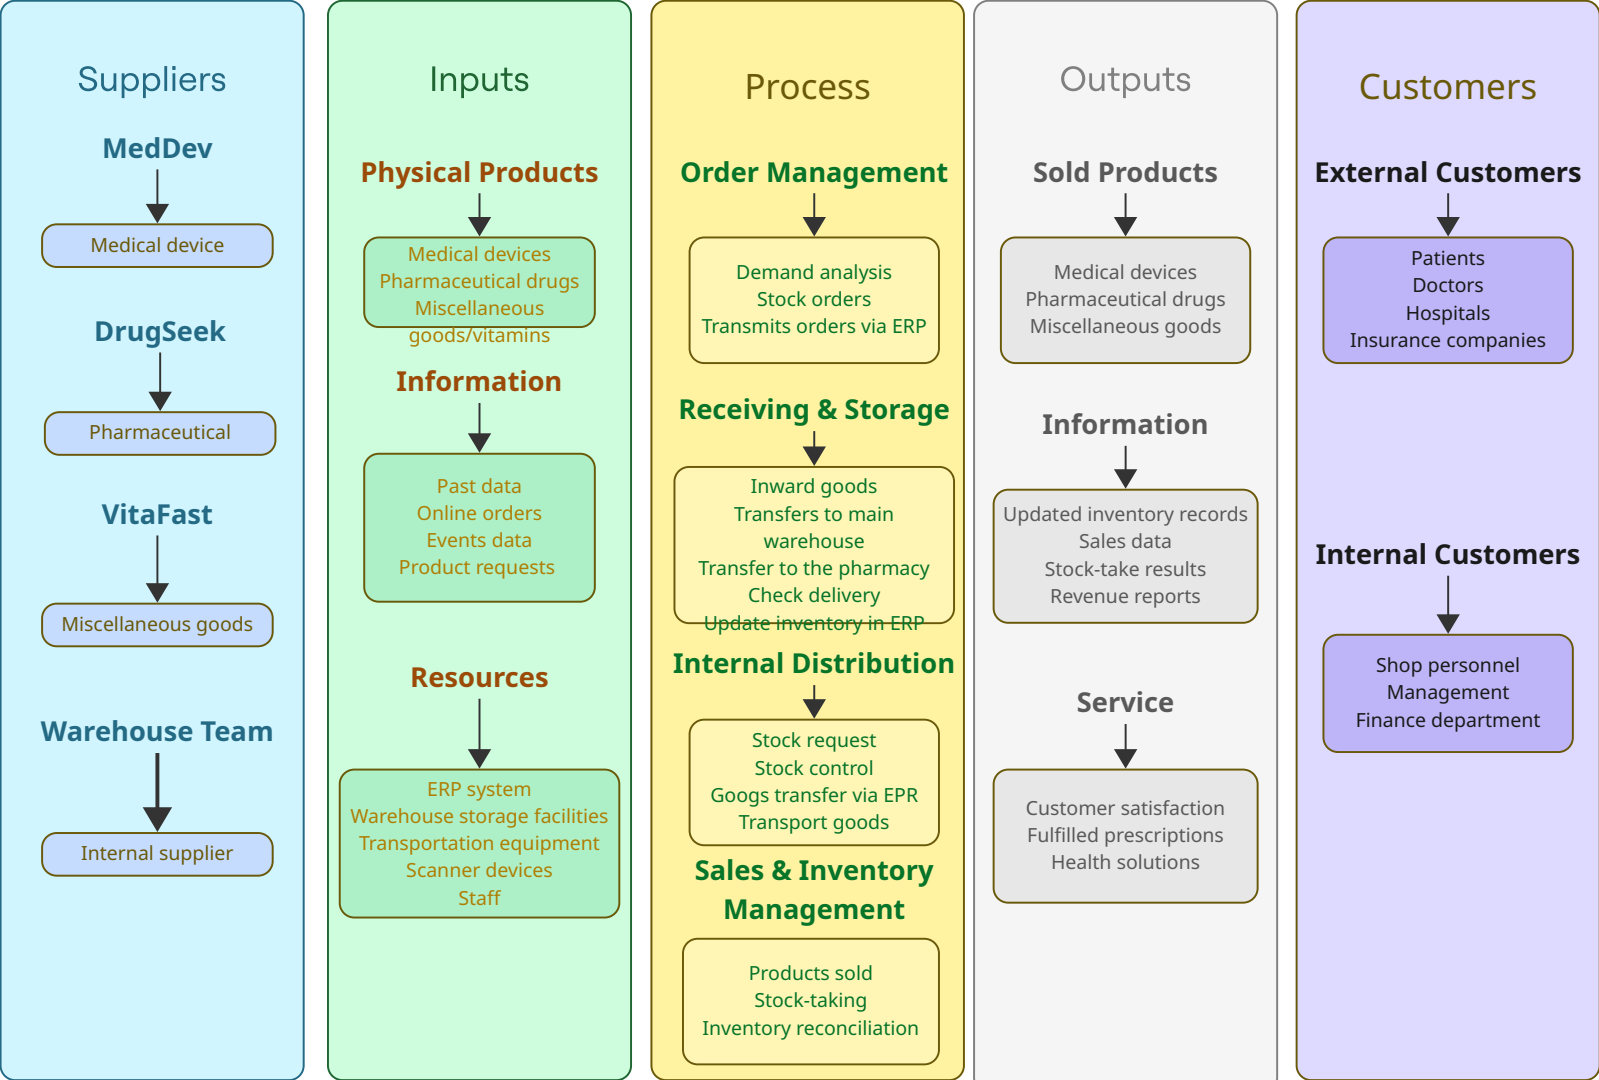 Suppliers
MedDev
Medical device
DrugSeek
Pharmaceutical
VitaFast
Miscellaneous goods
Warehouse Team
Internal supplier
Inputs
Physical Products
Medical devices
Pharmaceutical drugs
Miscellaneous
goods/vitamins
Information
Past data
Online orders
Events data
Product requests
Resources
ERP system
Warehouse storage facilities
Transportation equipment
Scanner devices
Staff
Process
Order Management
Demand analysis
Stock orders
Transmits orders via ERP
Receiving & Storage
Inward goods
Transfers to main
warehouse
Transfer to the pharmacy
Check delivery
Update inventory in ERP
Internal Distribution
Stock request
Stock control
Googs transfer via EPR
Transport goods
Sales & Inventory
Management
Products sold
Stock-taking
Inventory reconciliation
Outputs
Sold Products
Medical devices
Pharmaceutical drugs
Miscellaneous goods
Information
Updated inventory records
Sales data
Stock-take results
Revenue reports
Service
Customer satisfaction
Fulfilled prescriptions
Health solutions
Customers
External Customers
Patients
Doctors
Hospitals
Insurance companies
Internal Customers
Shop personnel
Management
Finance department